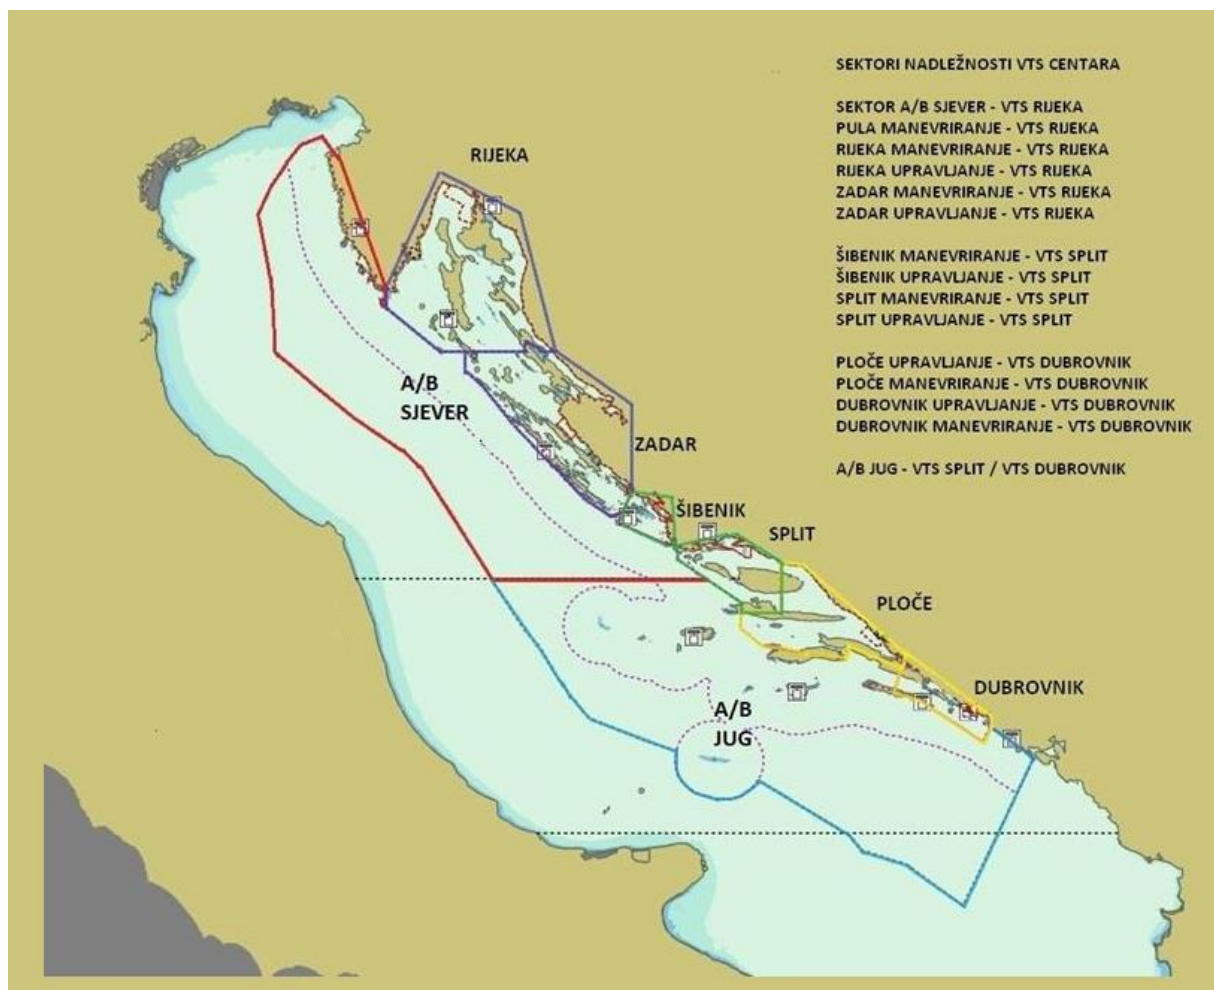 SEKTORI NADLEŽNOSTI VTS CENTARA
SEKTOR A/B SJEVER - VTS RIJEKA
PULA MANEVRIRANJE - VTS RIJEKA
RIJEKA MANEVRIRANJE - VTS RIJEKA
RIJEKA UPRAVLJANJE - VTS RIJEKA
ZADAR MANEVRIRANJE - VTS RIJEKA
ZADAR UPRAVLJANJE - VTS RIJEKA
ŠIBENIK MANEVRIRANJE - VTS SPLIT
ŠIBENIK UPRAVLJANJE - VTS SPLIT
SPLIT MANEVRIRANJE - VTS SPLIT
SPLIT UPRAVLJANJE - VTS SPLIT
PLOČE UPRAVLJANJE - VTS DUBROVNIK
PLOČE MANEVRIRANJE - VTS DUBROVNIK
DUBROVNIK UPRAVLJANJE - VTS DUBROVNIK
DUBROVNIK MANEVRIRANJE - VTS DUBROVNIK
A/B JUG - VTS SPLIT / VTS DUBROVNIK
RIJEKA
A/B
SJEVER
ZADAR
ŠIBENIK
SPLIT
PLOČE
DUBROVNIK
A/B
JUG